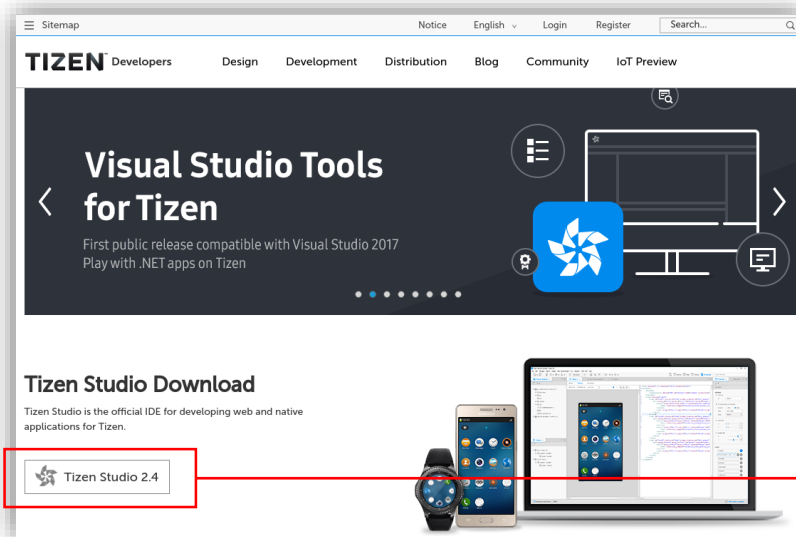 Sitemap
Notice English Login Register Search...
TIZEN™ Developers Design Development Distribution Blog Community IoT Preview
Visual Studio Tools
for Tizen
First public release compatible with Visual Studio 2017
Play with .NET apps on Tizen
Tizen Studio Download
Tizen Studio is the official IDE for developing web and native
applications for Tizen.
Tizen Studio 2.4